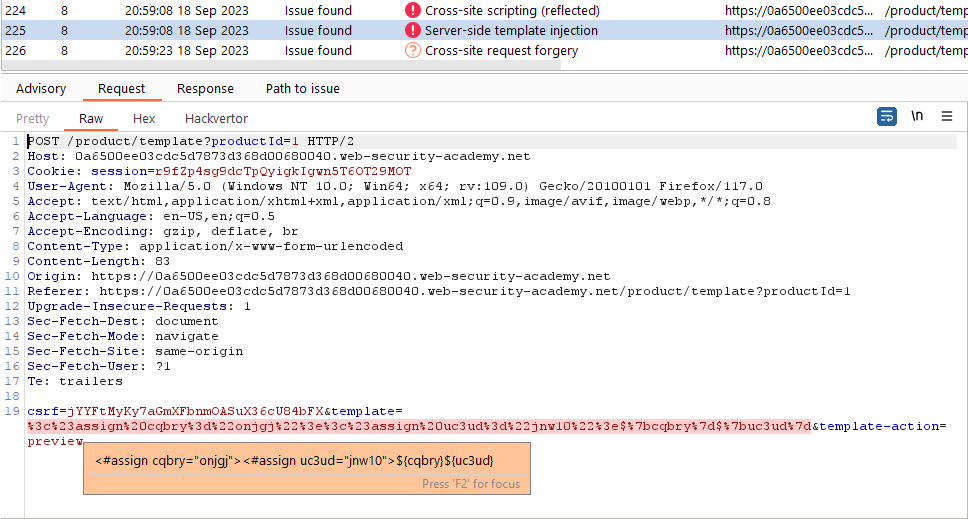 224 8 20:59:08 18 Sep 2023 Issue found Cross-site scripting (reflected) https://0a6500ee03cdc5... /product/temp
225 8 20:59:08 18 Sep 2023 Issue found Server-side template injection https://0a6500ee03cdc5... /product/temp
226 8 20:59:23 18 Sep 2023 Issue found Cross-site request forgery https://0a6500ee03cdc5... /product/temp
Advisory Request Response Path to issue
Pretty Raw Hex Hackvertor \n
1 POST /product/template?productId=1 HTTP/2
2 Host: 0a6500ee03cdc5d7873d368d00680040.web-security-academy.net
3 Cookie: session=r9fZp4sg9dcTpQyigkIgwn5T6OT29MOT
4 User-Agent: Mozilla/5.0 (Windows NT 10.0; Win64; x64; rv:109.0) Gecko/20100101 Firefox/117.0
5 Accept: text/html,application/xhtml+xml,application/xml;q=0.9,image/avif,image/webp,*/*;q=0.8
6 Accept-Language: en-US,en;q=0.5
7 Accept-Encoding: gzip, deflate, br
8 Content-Type: application/x-www-form-urlencoded
9 Content-Length: 83
10 Origin: https://0a6500ee03cdc5d7873d368d00680040.web-security-academy.net
11 Referer: https://0a6500ee03cdc5d7873d368d00680040.web-security-academy.net/product/template?productId=1
12 Upgrade-Insecure-Requests: 1
13 Sec-Fetch-Dest: document
14 Sec-Fetch-Mode: navigate
15 Sec-Fetch-Site: same-origin
16 Sec-Fetch-User: ?1
17 Te: trailers
18
19 csrf=jYYFtMyKy7aGmXFbnmOASuX36cU84bFX&template=
%3c%23assign%20cqbry%3d%22onjgj%22%3e%3c%23assign%20uc3ud%3d%22jnw10%22%3e$%7bcqbry%7d$%7buc3ud%7d&template-action=
preview
<#assign cqbry="onjgj"><#assign uc3ud="jnw10">${cqbry}${uc3ud}
Press 'F2' for focus